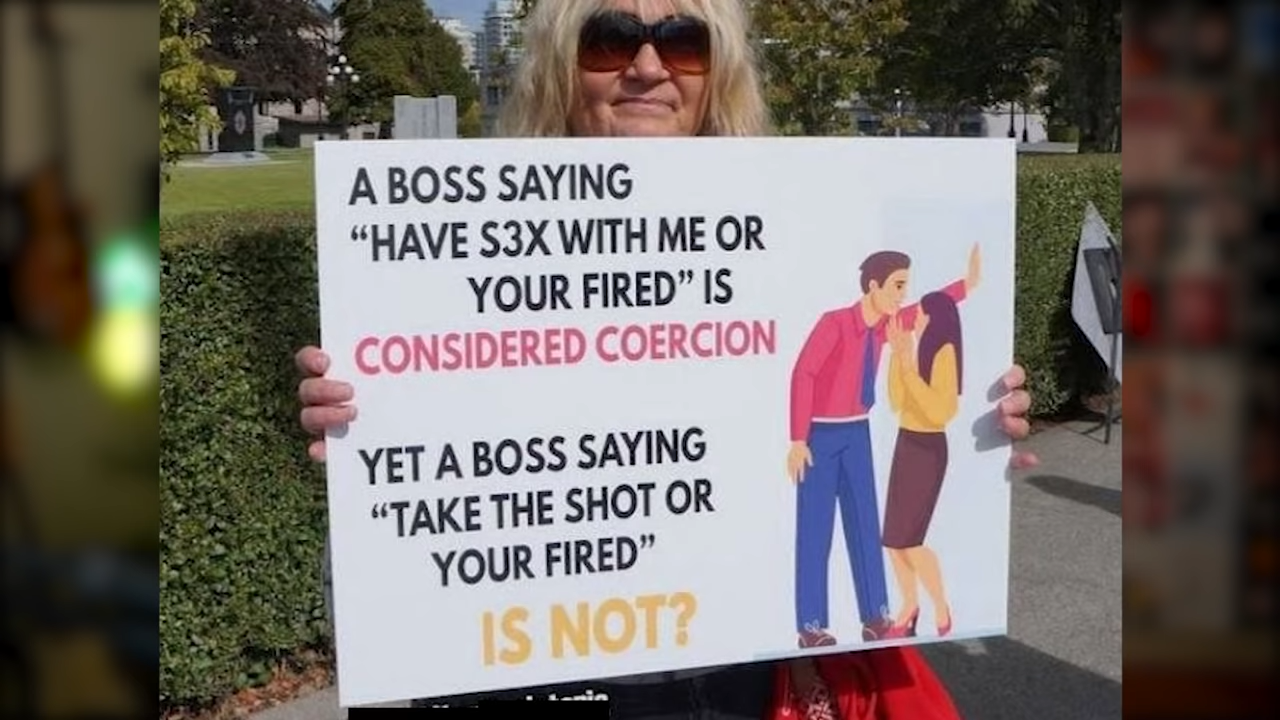 A BOSS SAYING
“HAVE S3X WITH ME OR
YOUR FIRED” IS
CONSIDERED COERCION
YET A BOSS SAYING
“TAKE THE SHOT OR
YOUR FIRED”
IS NOT?